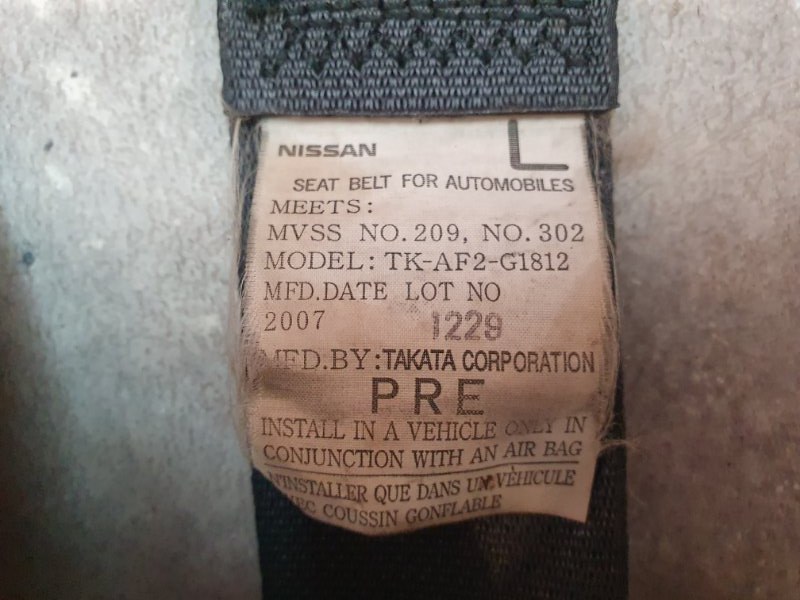 NISSAN L
SEAT BELT FOR AUTOMOBILES
MEETS:
MVSS NO.209, NO.302
MODEL: TK-AF2-G1812
MFD.DATE LOT NO
2007 1229
MFD.BY:TAKATA CORPORATION
PRE
INSTALL IN A VEHICLE ONLY IN
CONJUNCTION WITH AN AIR BAG
N'INSTALLER QUE DANS UN VÈHICULE
AVEC COUSSIN GONFLABLE